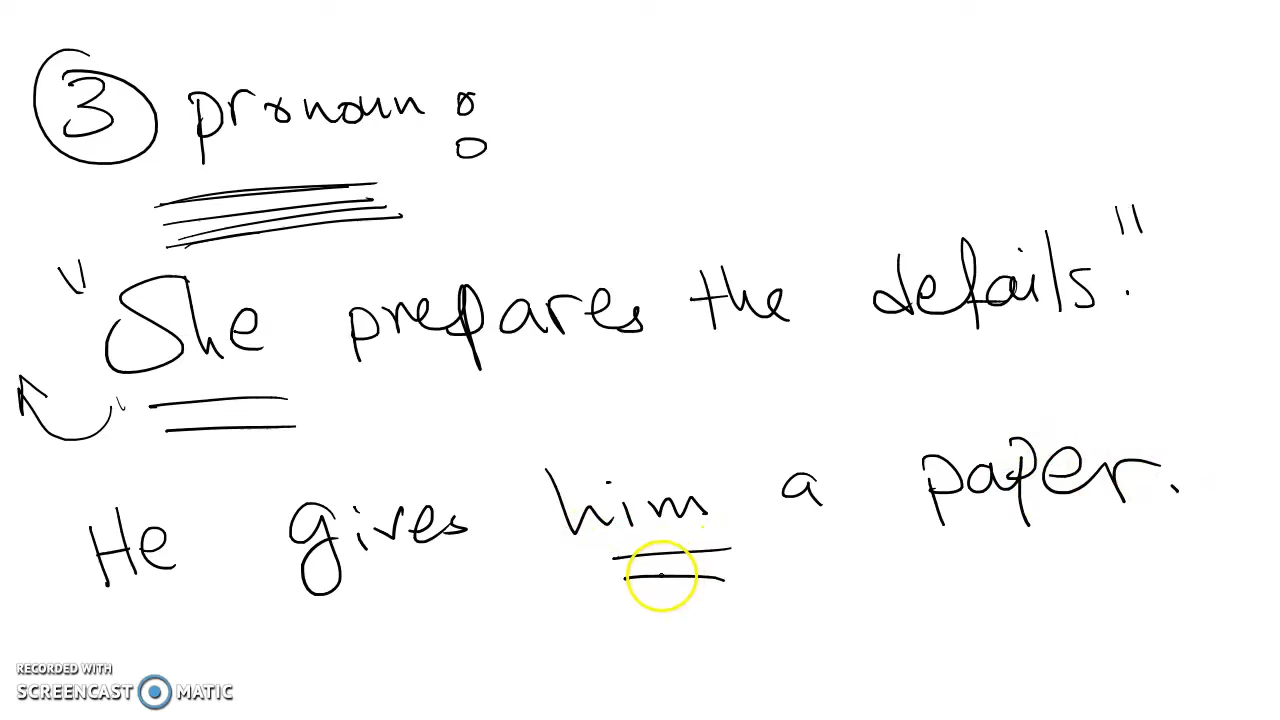 3 pronoun :
"She prepares the details."
He gives him a paper.
RECORDED WITH
SCREENCAST MATIC